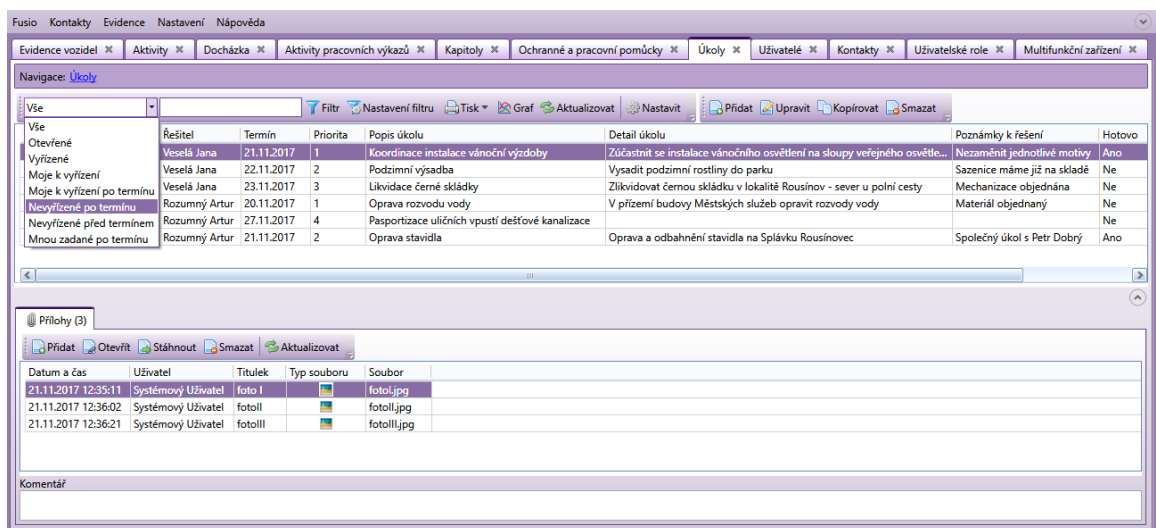 Fusio Kontakty Evidence Nastavení Nápověda
Evidence vozidel Aktivity Docházka Aktivity pracovních výkazů Kapitoly Ochranné a pracovní pomůcky Úkoly Uživatelé Kontakty Uživatelské role Multifunkční zařízení
Navigace: Úkoly
Vše Filtr Nastavení filtru Tisk Graf Aktualizovat Nastavit Přidat Upravit Kopírovat Smazat
Vše
Otevřené
Vyřízené
Moje k vyřízení
Moje k vyřízení po termínu
Nevyřízené po termínu
Nevyřízené před termínem
Mnou zadané po termínu
Řešitel Termín Priorita Popis úkolu Detail úkolu Poznámky k řešení Hotovo
Veselá Jana 21.11.2017 1 Koordinace instalace vánoční výzdoby Zúčastnit se instalace vánočního osvětlení na sloupy veřejného osvětle... Nezaměnit jednotlivé motivy Ano
Veselá Jana 22.11.2017 2 Podzimní výsadba Vysadit podzimní rostliny do parku Sazenice máme již na skladě Ne
Veselá Jana 23.11.2017 3 Likvidace černé skládky Zlikvidovat černou skládku v lokalitě Rousínov - sever u polní cesty Mechanizace objednána Ne
Rozumný Artur 20.11.2017 1 Oprava rozvodu vody V přízemí budovy Městských služeb opravit rozvody vody Materiál objednaný Ne
Rozumný Artur 27.11.2017 4 Pasportizace uličních vpustí dešťové kanalizace Ne
Rozumný Artur 21.11.2017 2 Oprava stavidla Oprava a odbahnění stavidla na Splávku Rousínovec Společný úkol s Petr Dobrý Ano
Přílohy (3)
Přidat Otevřít Stáhnout Smazat Aktualizovat
Datum a čas Uživatel Titulek Typ souboru Soubor
21.11.2017 12:35:11 Systémový Uživatel foto I fotoI.jpg
21.11.2017 12:36:02 Systémový Uživatel fotoII fotoII.jpg
21.11.2017 12:36:21 Systémový Uživatel fotoIII fotoIII.jpg
Komentář